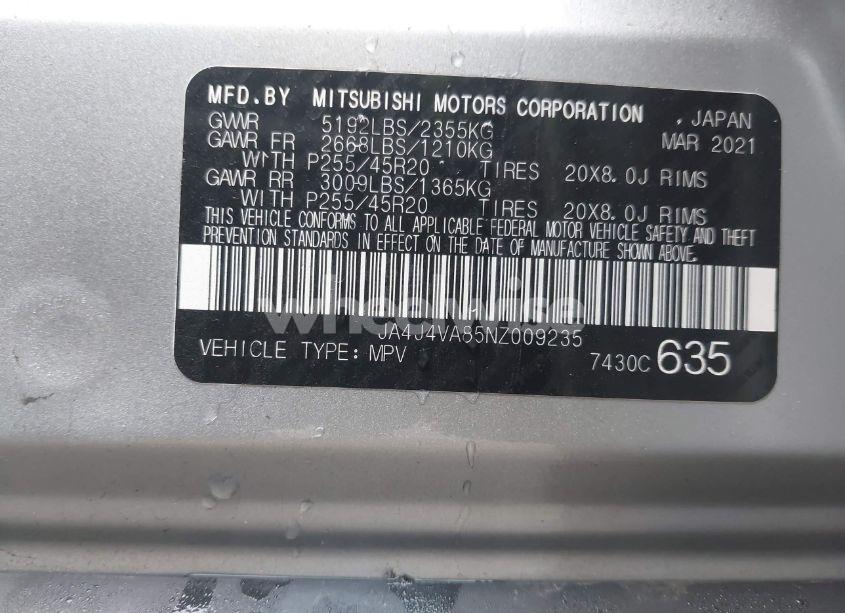 MFD.BY MITSUBISHI MOTORS CORPORATION , JAPAN
GVWR 5192LBS/2355KG MAR 2021
GAWR FR 2668LBS/1210KG
WITH P255/45R20 TIRES 20X8.0J RIMS
GAWR RR 3009LBS/1365KG
WITH P255/45R20 TIRES 20X8.0J RIMS
THIS VEHICLE CONFORMS TO ALL APPLICABLE FEDERAL MOTOR VEHICLE SAFETY AND THEFT
PREVENTION STANDARDS IN EFFECT ON THE DATE OF MANUFACTURE SHOWN ABOVE.
wheelwise
JA4J4VA85NZ009235
VEHICLE TYPE: MPV 7430C 635